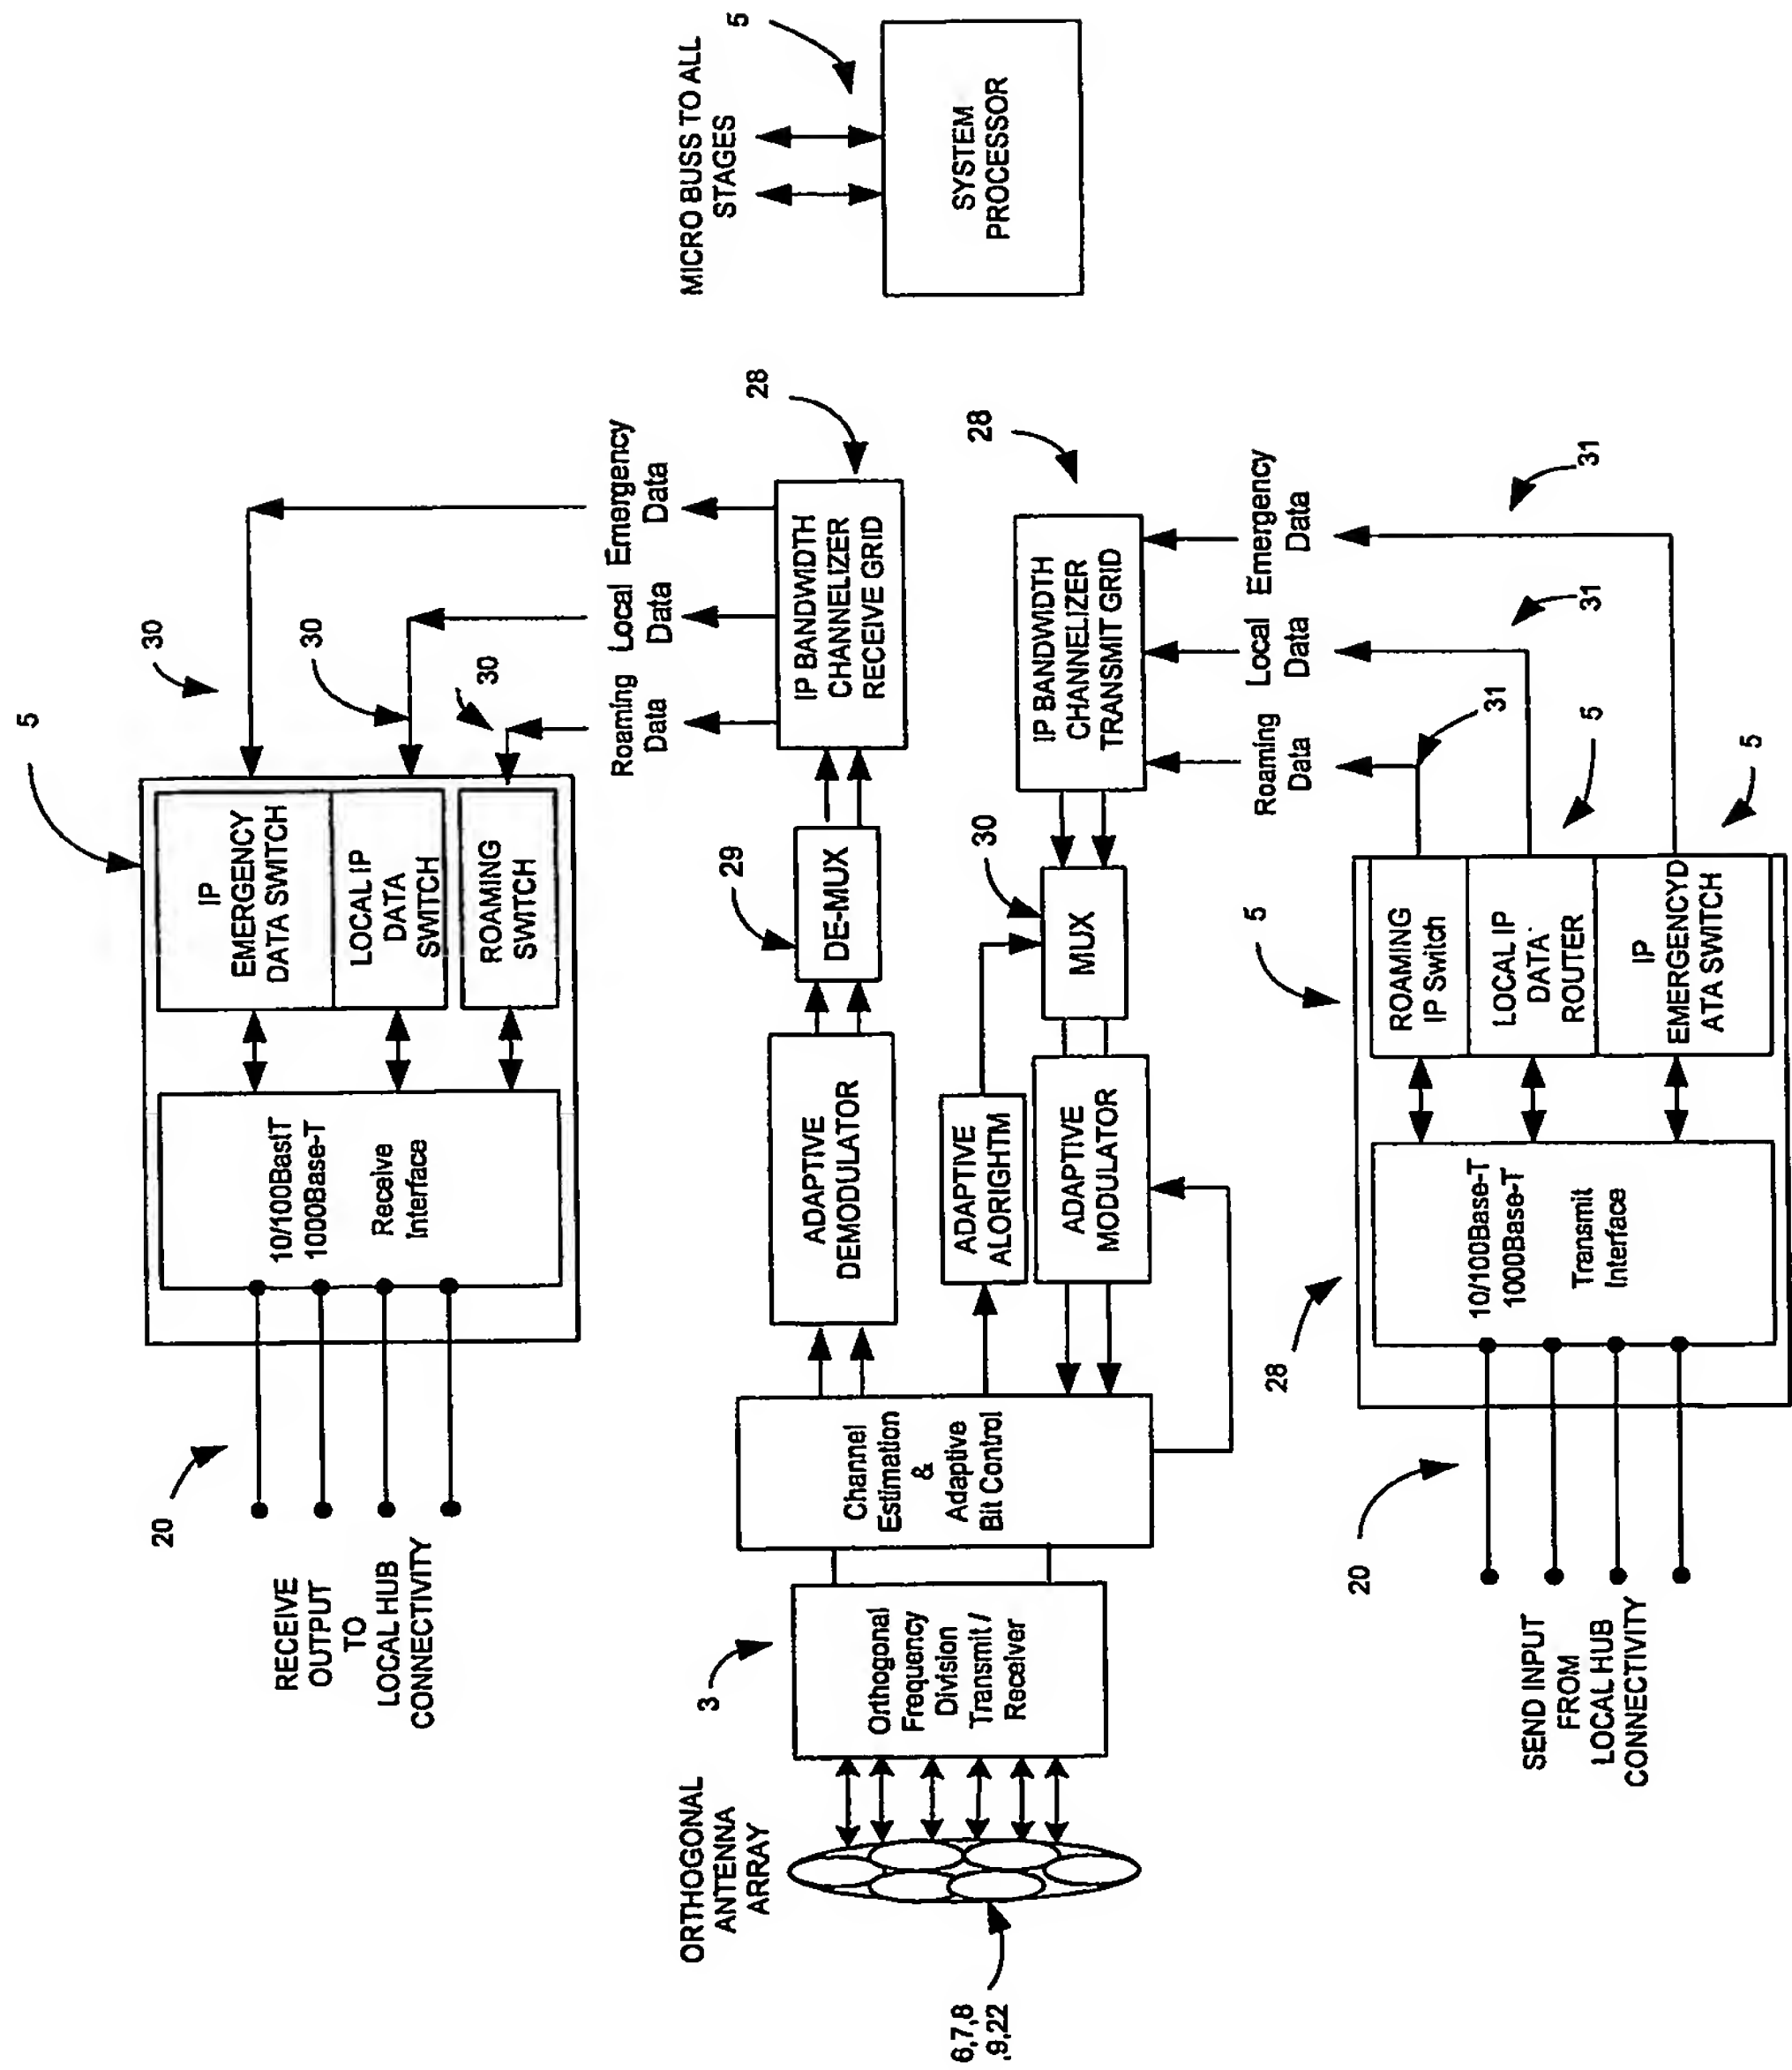 5
30
30
30
IP
EMERGENCY
DATA SWITCH
LOCAL IP
DATA
SWITCH
ROAMING
SWITCH
10/100BastT
1000Base-T
Receive
Interface
20
RECEIVE
OUTPUT
TO
LOCAL HUB
CONNECTIVITY
Roaming
Data
Local
Data
Emergency
Data
MICRO BUSS TO ALL
STAGES
5
SYSTEM
PROCESSOR
ORTHOGONAL
ANTENNA
ARRAY
6,7,8
,9,22
3
Orthogonal
Frequency
Division
Transmit /
Receiver
Channel
Estimation
&
Adaptive
Bit Control
ADAPTIVE
DEMODULATOR
29
DE-MUX
IP BANDWIDTH
CHANNELIZER
RECEIVE GRID
28
ADAPTIVE
ALORIGHTM
ADAPTIVE
MODULATOR
30
MUX
IP BANDWIDTH
CHANNELIZER
TRANSMIT GRID
28
Roaming
Data
Local
Data
Emergency
Data
31
31
31
5
5
5
ROAMING
IP Switch
LOCAL IP
DATA
ROUTER
IP
EMERGENCYD
ATA SWITCH
28
10/100Base-T
1000Base-T
Transmit
Interface
20
SEND INPUT
FROM
LOCAL HUB
CONNECTIVITY